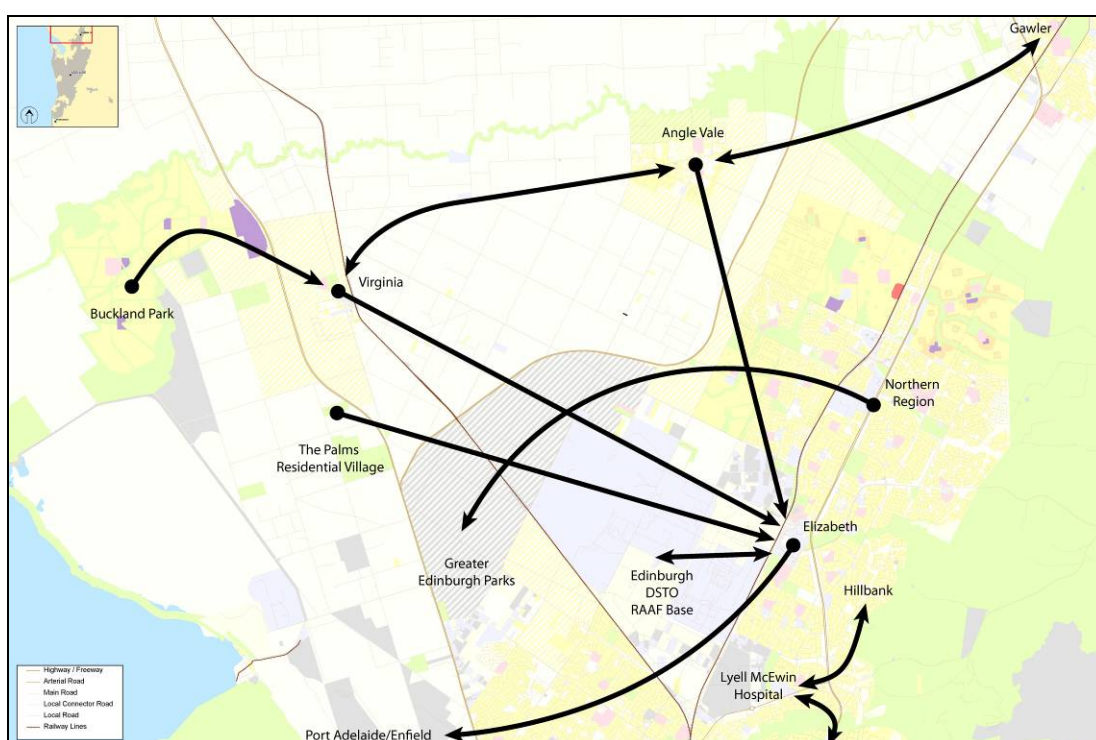 Gawler
Angle Vale
Virginia
Buckland Park
Northern
Region
The Palms
Residential Village
Elizabeth
Greater
Edinburgh Parks
Edinburgh
DSTO
RAAF Base
Hillbank
Lyell McEwin
Hospital
Port Adelaide/Enfield
Highway / Freeway
Arterial Road
Main Road
Local Connector Road
Local Road
Railway Lines